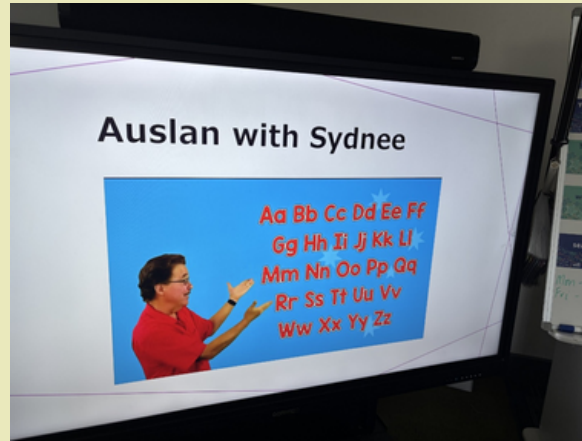 Auslan with Sydnee
Aa Bb Cc Dd Ee Ff
Gg Hh Ii Jj Kk Ll
Mm Nn Oo Pp Qq
Rr Ss Tt Uu Vv
Ww Xx Yy Zz